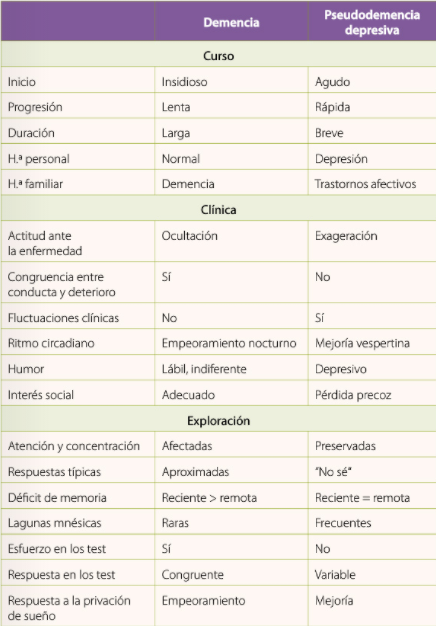 Demencia Pseudodemencia depresiva
Curso
Inicio Insidioso Agudo
Progresión Lenta Rápida
Duración Larga Breve
H.ª personal Normal Depresión
H.ª familiar Demencia Trastornos afectivos
Clínica
Actitud ante la enfermedad Ocultación Exageración
Congruencia entre conducta y deterioro Sí No
Fluctuaciones clínicas No Sí
Ritmo circadiano Empeoramiento nocturno Mejoría vespertina
Humor Lábil, indiferente Depresivo
Interés social Adecuado Pérdida precoz
Exploración
Atención y concentración Afectadas Preservadas
Respuestas típicas Aproximadas "No sé"
Déficit de memoria Reciente > remota Reciente = remota
Lagunas mnésicas Raras Frecuentes
Esfuerzo en los test Sí No
Respuesta en los test Congruente Variable
Respuesta a la privación de sueño Empeoramiento Mejoría